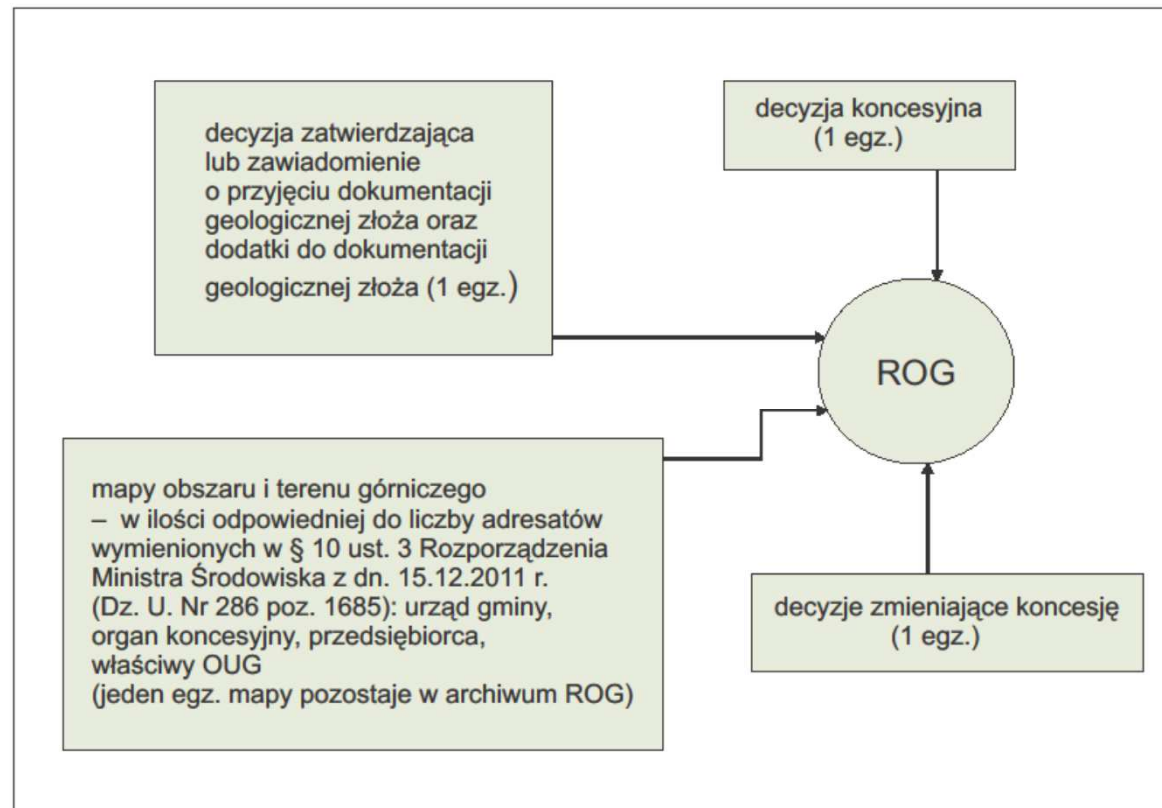 decyzja zatwierdzająca
lub zawiadomienie
o przyjęciu dokumentacji
geologicznej złoża oraz
dodatki do dokumentacji
geologicznej złoża (1 egz.)
decyzja koncesyjna
(1 egz.)
ROG
mapy obszaru i terenu górniczego
– w ilości odpowiedniej do liczby adresatów
wymienionych w § 10 ust. 3 Rozporządzenia
Ministra Środowiska z dn. 15.12.2011 r.
(Dz. U. Nr 286 poz. 1685): urząd gminy,
organ koncesyjny, przedsiębiorca,
właściwy OUG
(jeden egz. mapy pozostaje w archiwum ROG)
decyzje zmieniające koncesję
(1 egz.)